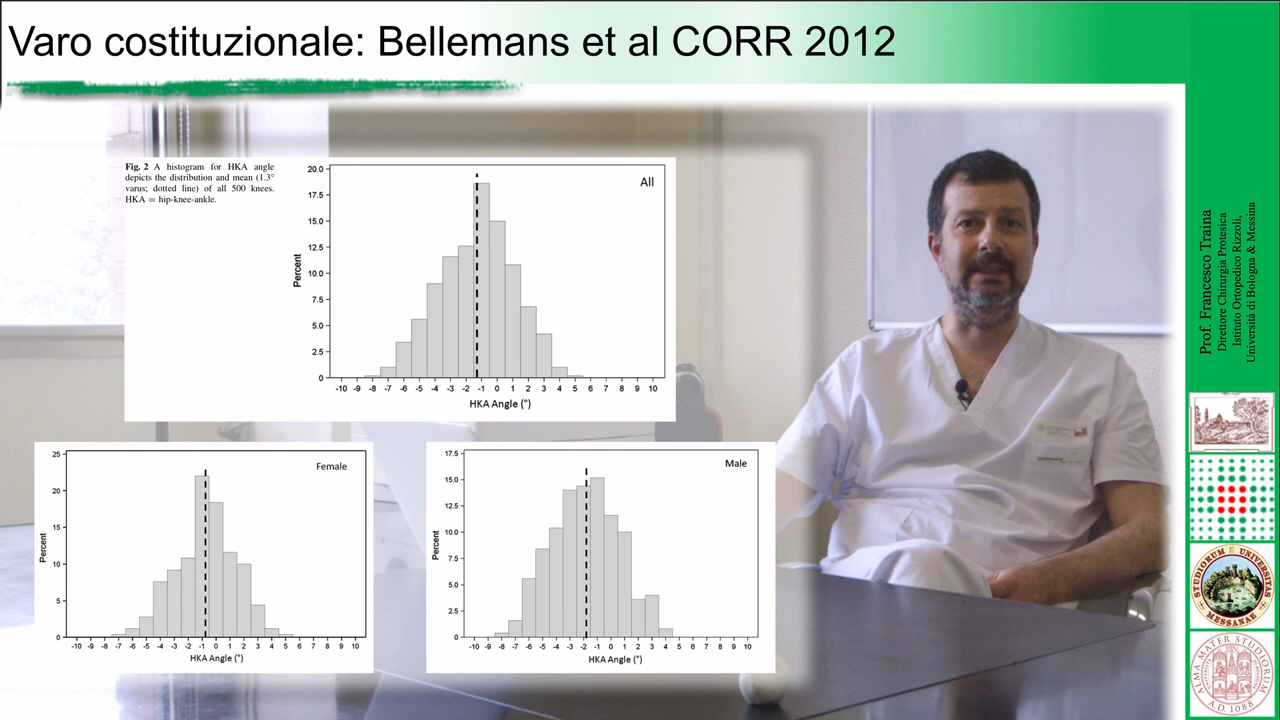 Varo costituzionale: Bellemans et al CORR 2012
Fig. 2 A histogram for HKA angle
depicts the distribution and mean (1.3°
varus; dotted line) of all 500 knees.
HKA = hip-knee-ankle.
All
Percent
20.0
17.5
15.0
12.5
10.0
7.5
5.0
2.5
0
-10 -9 -8 -7 -6 -5 -4 -3 -2 -1 0 1 2 3 4 5 6 7 8 9 10
HKA Angle (°)
Female
Percent
25
20
15
10
5
0
-10 -9 -8 -7 -6 -5 -4 -3 -2 -1 0 1 2 3 4 5 6 7 8 9 10
HKA Angle (°)
Male
Percent
17.5
15.0
12.5
10.0
7.5
5.0
2.5
0
-10 -9 -8 -7 -6 -5 -4 -3 -2 -1 0 1 2 3 4 5 6 7 8 9 10
HKA Angle (°)
Prof. Francesco Traina
Direttore Chirurgia Protesica
Istituto Ortopedico Rizzoli,
Università di Bologna & Messina
STUDIORUM UNIVERSITAS
MESSANAE
ALMA MATER STUDIORUM
A.D. 1088